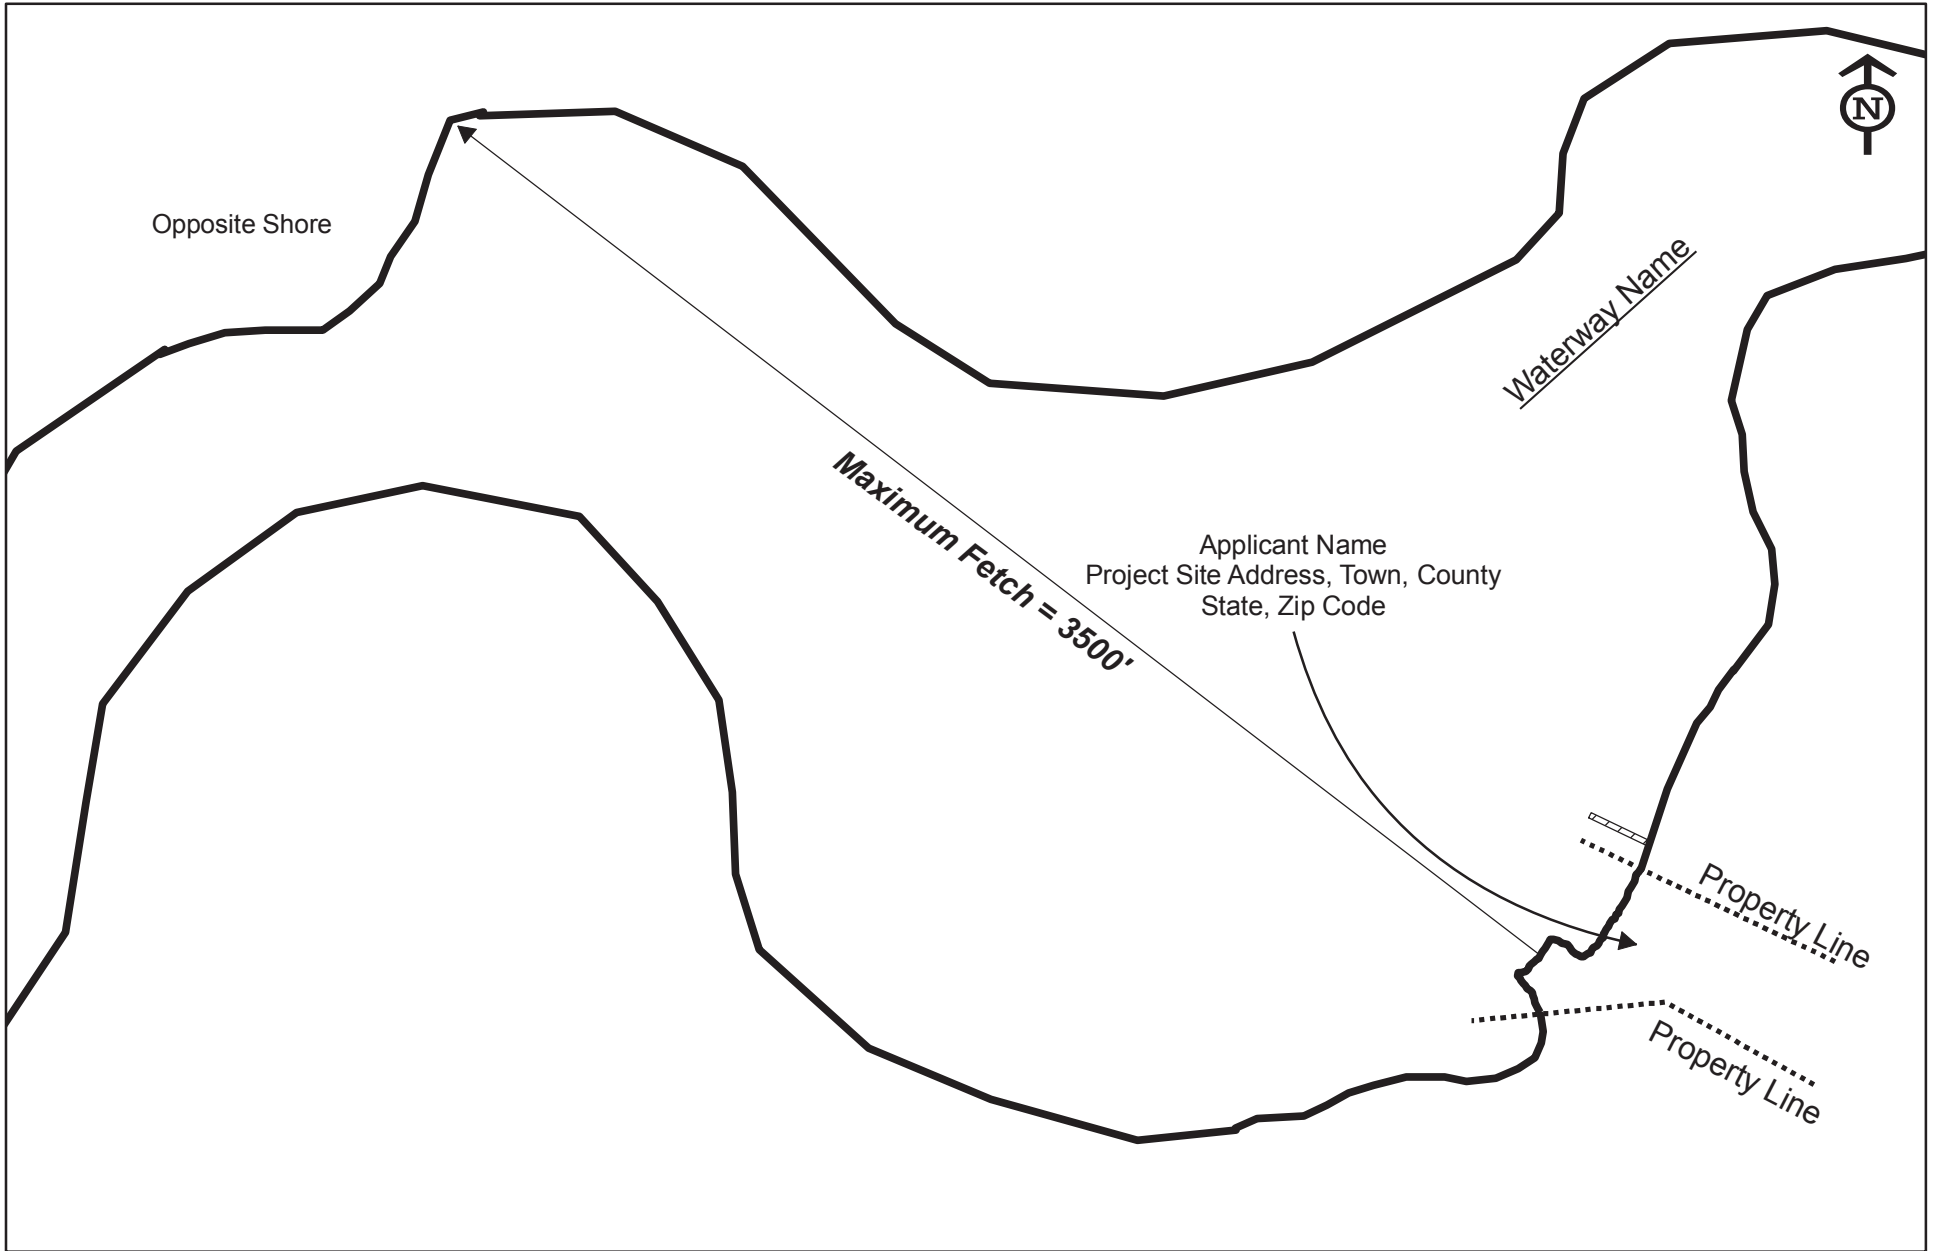 N
Opposite Shore
Waterway Name
Maximum Fetch = 3500'
Applicant Name
Project Site Address, Town, County
State, Zip Code
Property Line
Property Line